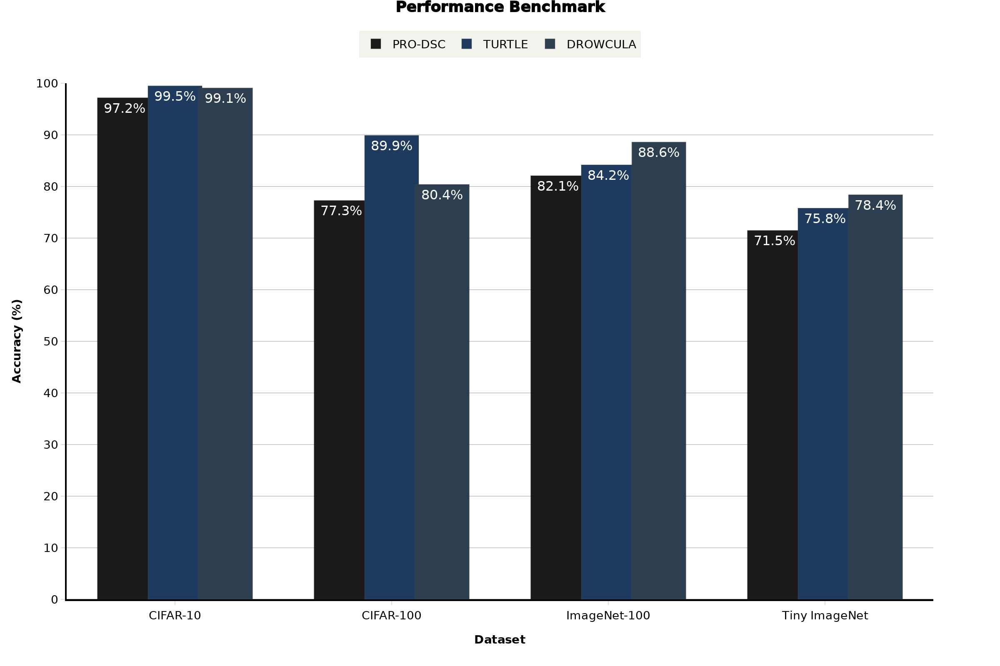 Performance Benchmark
PRO-DSC TURTLE DROWCULA
100
90
80
70
60
50
40
30
20
10
0
Accuracy (%)
97.2% 99.5% 99.1%
77.3% 89.9% 80.4%
82.1% 84.2% 88.6%
71.5% 75.8% 78.4%
CIFAR-10 CIFAR-100 ImageNet-100 Tiny ImageNet
Dataset